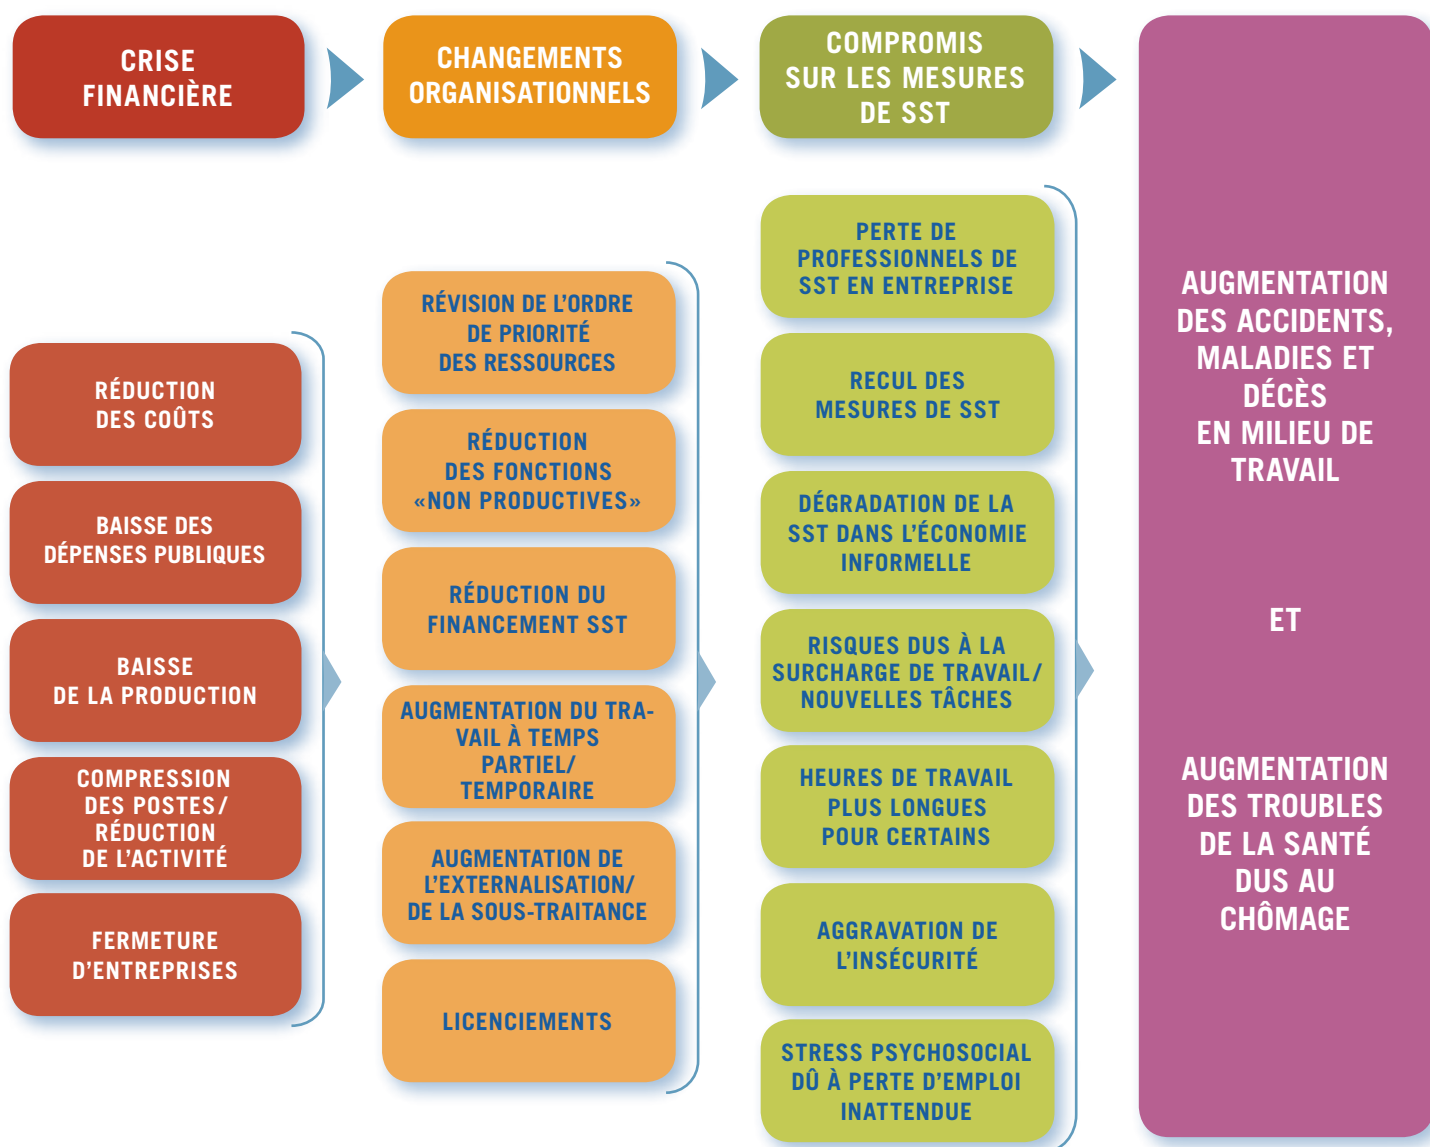 CRISE
FINANCIÈRE
CHANGEMENTS
ORGANISATIONNELS
COMPROMIS
SUR LES MESURES
DE SST
RÉDUCTION
DES COÛTS
BAISSE DES
DÉPENSES PUBLIQUES
BAISSE
DE LA PRODUCTION
COMPRESSION
DES POSTES/
RÉDUCTION
DE L’ACTIVITÉ
FERMETURE
D’ENTREPRISES
RÉVISION DE L’ORDRE
DE PRIORITÉ
DES RESSOURCES
RÉDUCTION
DES FONCTIONS
«NON PRODUCTIVES»
RÉDUCTION DU
FINANCEMENT SST
AUGMENTATION DU TRA-
VAIL À TEMPS
PARTIEL/
TEMPORAIRE
AUGMENTATION DE
L’EXTERNALISATION/
DE LA SOUS-TRAITANCE
LICENCIEMENTS
PERTE DE
PROFESSIONNELS DE
SST EN ENTREPRISE
RECUL DES
MESURES DE SST
DÉGRADATION DE LA
SST DANS L’ÉCONOMIE
INFORMELLE
RISQUES DUS À LA
SURCHARGE DE TRAVAIL/
NOUVELLES TÂCHES
HEURES DE TRAVAIL
PLUS LONGUES
POUR CERTAINS
AGGRAVATION DE
L’INSÉCURITÉ
STRESS PSYCHOSOCIAL
DÛ À PERTE D’EMPLOI
INATTENDUE
AUGMENTATION
DES ACCIDENTS,
MALADIES ET
DÉCÈS
EN MILIEU DE
TRAVAIL
ET
AUGMENTATION
DES TROUBLES
DE LA SANTÉ
DUS AU
CHÔMAGE